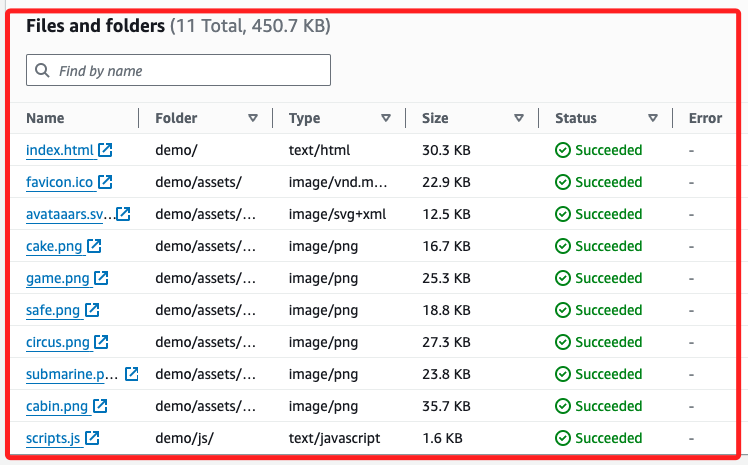 Files and folders (11 Total, 450.7 KB)
Find by name
Name Folder Type Size Status Error
index.html demo/ text/html 30.3 KB Succeeded -
favicon.ico demo/assets/ image/vnd.m... 22.9 KB Succeeded -
avataaars.sv... demo/assets/... image/svg+xml 12.5 KB Succeeded -
cake.png demo/assets/... image/png 16.7 KB Succeeded -
game.png demo/assets/... image/png 25.3 KB Succeeded -
safe.png demo/assets/... image/png 18.8 KB Succeeded -
circus.png demo/assets/... image/png 27.3 KB Succeeded -
submarine.p... demo/assets/... image/png 23.8 KB Succeeded -
cabin.png demo/assets/... image/png 35.7 KB Succeeded -
scripts.js demo/js/ text/javascript 1.6 KB Succeeded -